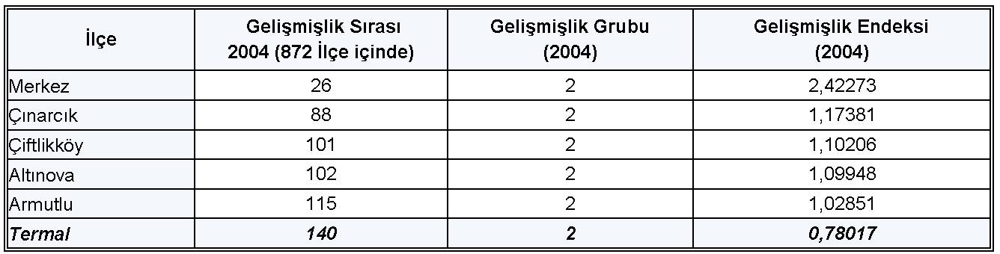 İlçe Gelişmişlik Sırası 2004 (872 İlçe içinde) Gelişmişlik Grubu (2004) Gelişmişlik Endeksi (2004)
Merkez 26 2 2,42273
Çınarcık 88 2 1,17381
Çiftlikköy 101 2 1,10206
Altınova 102 2 1,09948
Armutlu 115 2 1,02851
Termal 140 2 0,78017